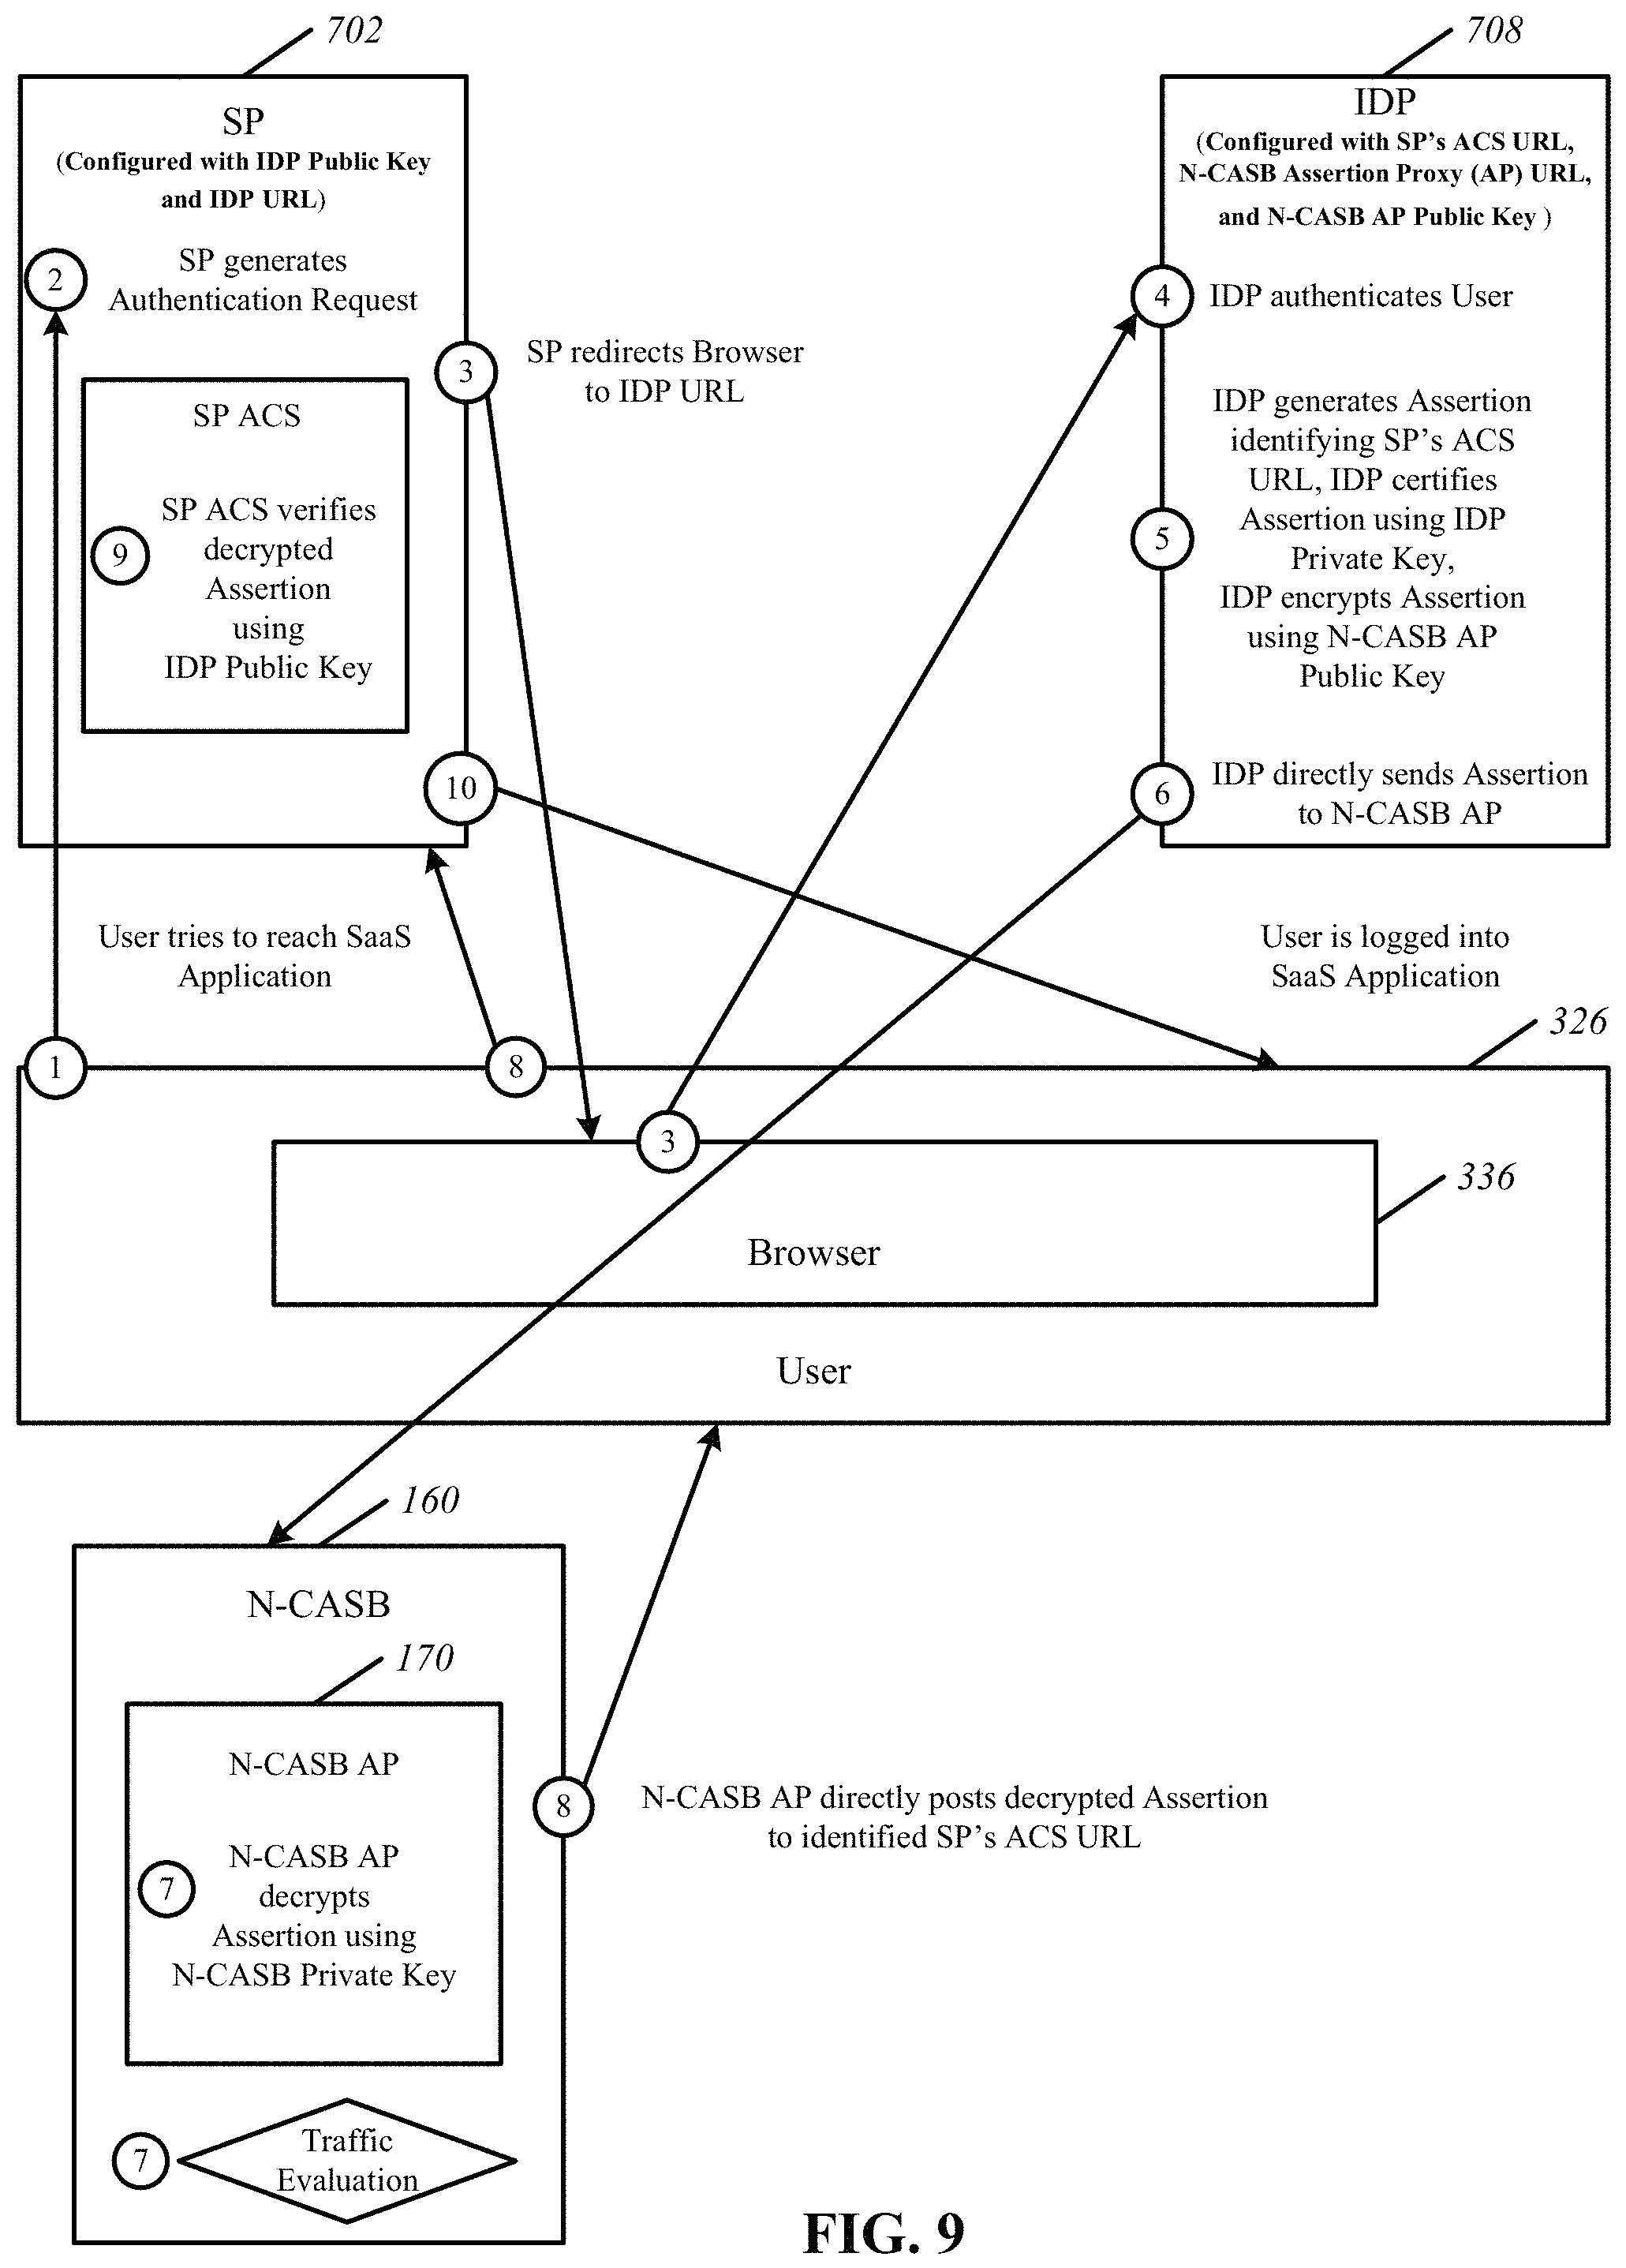 702
SP
(Configured with IDP Public Key
and IDP URL)
2
SP generates
Authentication Request
3
SP redirects Browser
to IDP URL
SP ACS
9
SP ACS verifies
decrypted
Assertion
using
IDP Public Key
10
708
IDP
(Configured with SP's ACS URL,
N-CASB Assertion Proxy (AP) URL,
and N-CASB AP Public Key )
4
IDP authenticates User
5
IDP generates Assertion
identifying SP's ACS
URL, IDP certifies
Assertion using IDP
Private Key,
IDP encrypts Assertion
using N-CASB AP
Public Key
6
IDP directly sends Assertion
to N-CASB AP
User tries to reach SaaS
Application
User is logged into
SaaS Application
326
1
8
3
336
Browser
User
160
N-CASB
170
N-CASB AP
7
N-CASB AP
decrypts
Assertion using
N-CASB Private Key
8
N-CASB AP directly posts decrypted Assertion
to identified SP's ACS URL
7
Traffic
Evaluation
FIG. 9